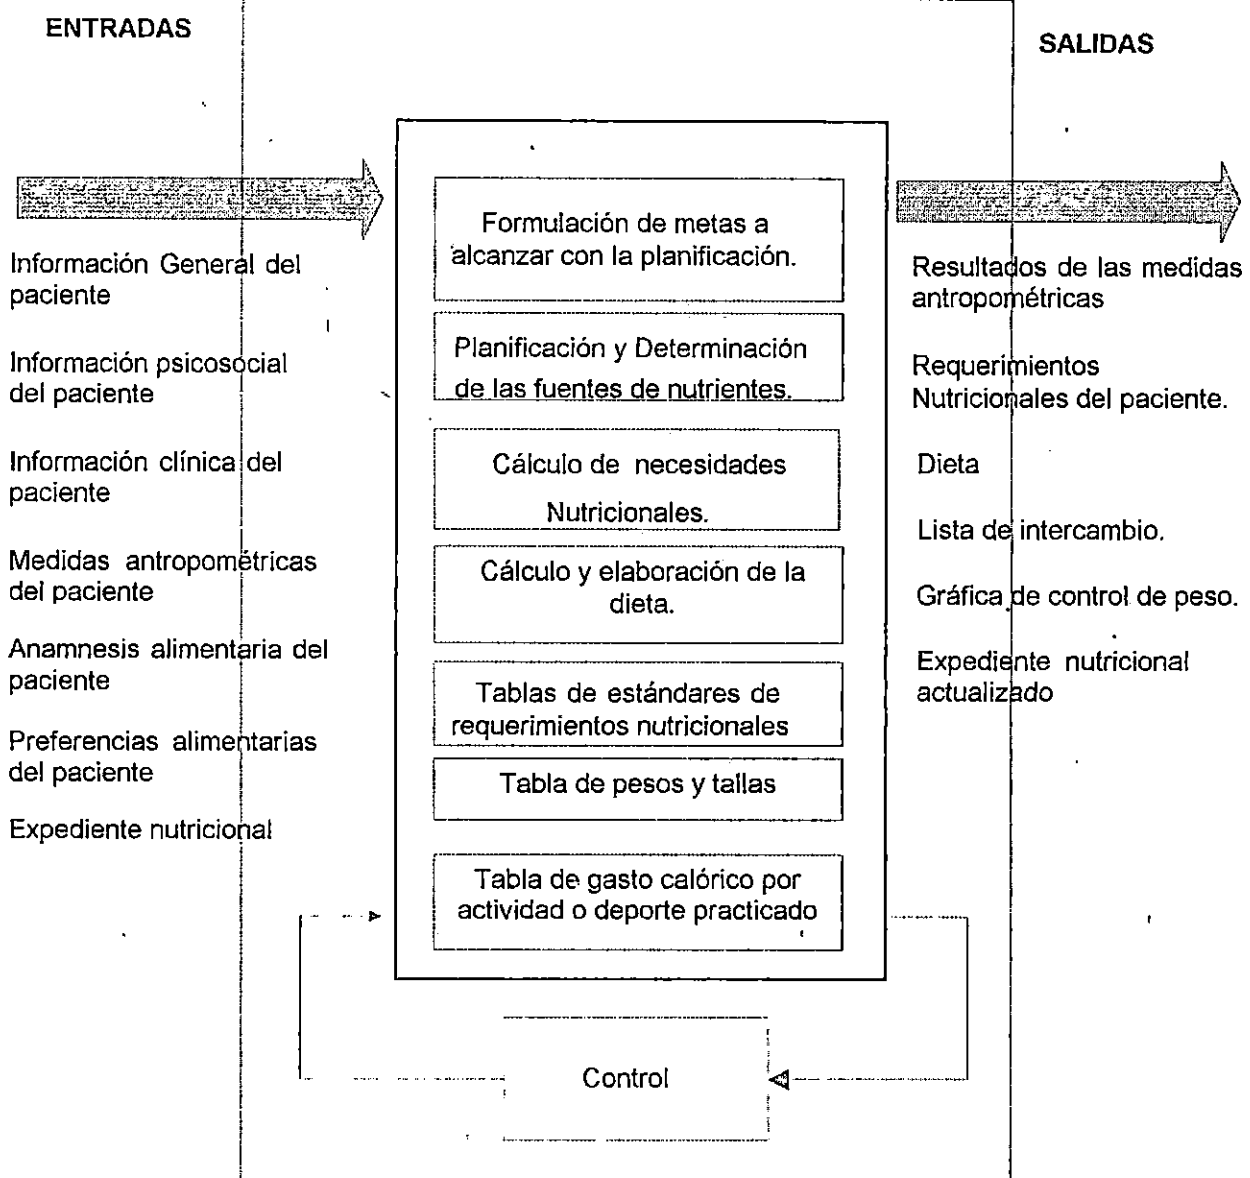 ENTRADAS
SALIDAS
Información General del
paciente
Información psicosocial
del paciente
Información clínica del
paciente
Medidas antropométricas
del paciente
Anamnesis alimentaria del
paciente
Preferencias alimentarias
del paciente
Expediente nutricional
Formulación de metas a
alcanzar con la planificación.
Planificación y Determinación
de las fuentes de nutrientes.
Cálculo de necesidades
Nutricionales.
Cálculo y elaboración de la
dieta.
Tablas de estándares de
requerimientos nutricionales
Tabla de pesos y tallas
Tabla de gasto calórico por
actividad o deporte practicado
Control
Resultados de las medidas
antropométricas
Requerimientos
Nutricionales del paciente.
Dieta
Lista de intercambio.
Gráfica de control de peso.
Expediente nutricional
actualizado